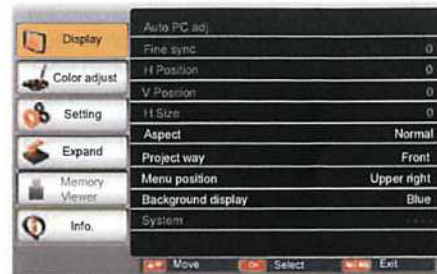 Display
Color adjust
Setting
Expand
Memory
Viewer
Info.
Auto PC adj
Fine sync 0
H Position 0
V Position 0
H.Size 0
Aspect Normal
Project way Front
Menu position Upper right
Background display Blue
System - - - -
Move Select Exit